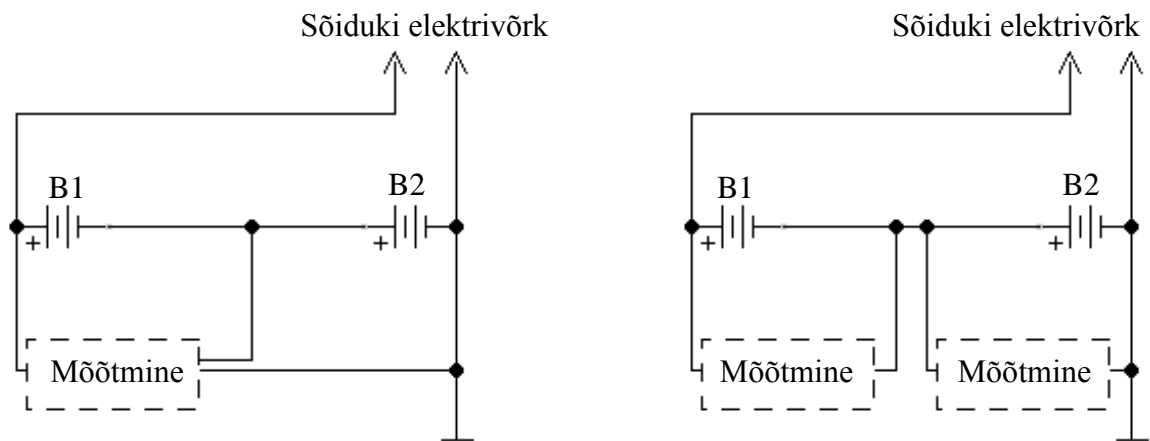 Sõiduki elektrivõrk
B1
B2
+
+
Mõõtmine
Sõiduki elektrivõrk
B1
B2
+
+
Mõõtmine
Mõõtmine